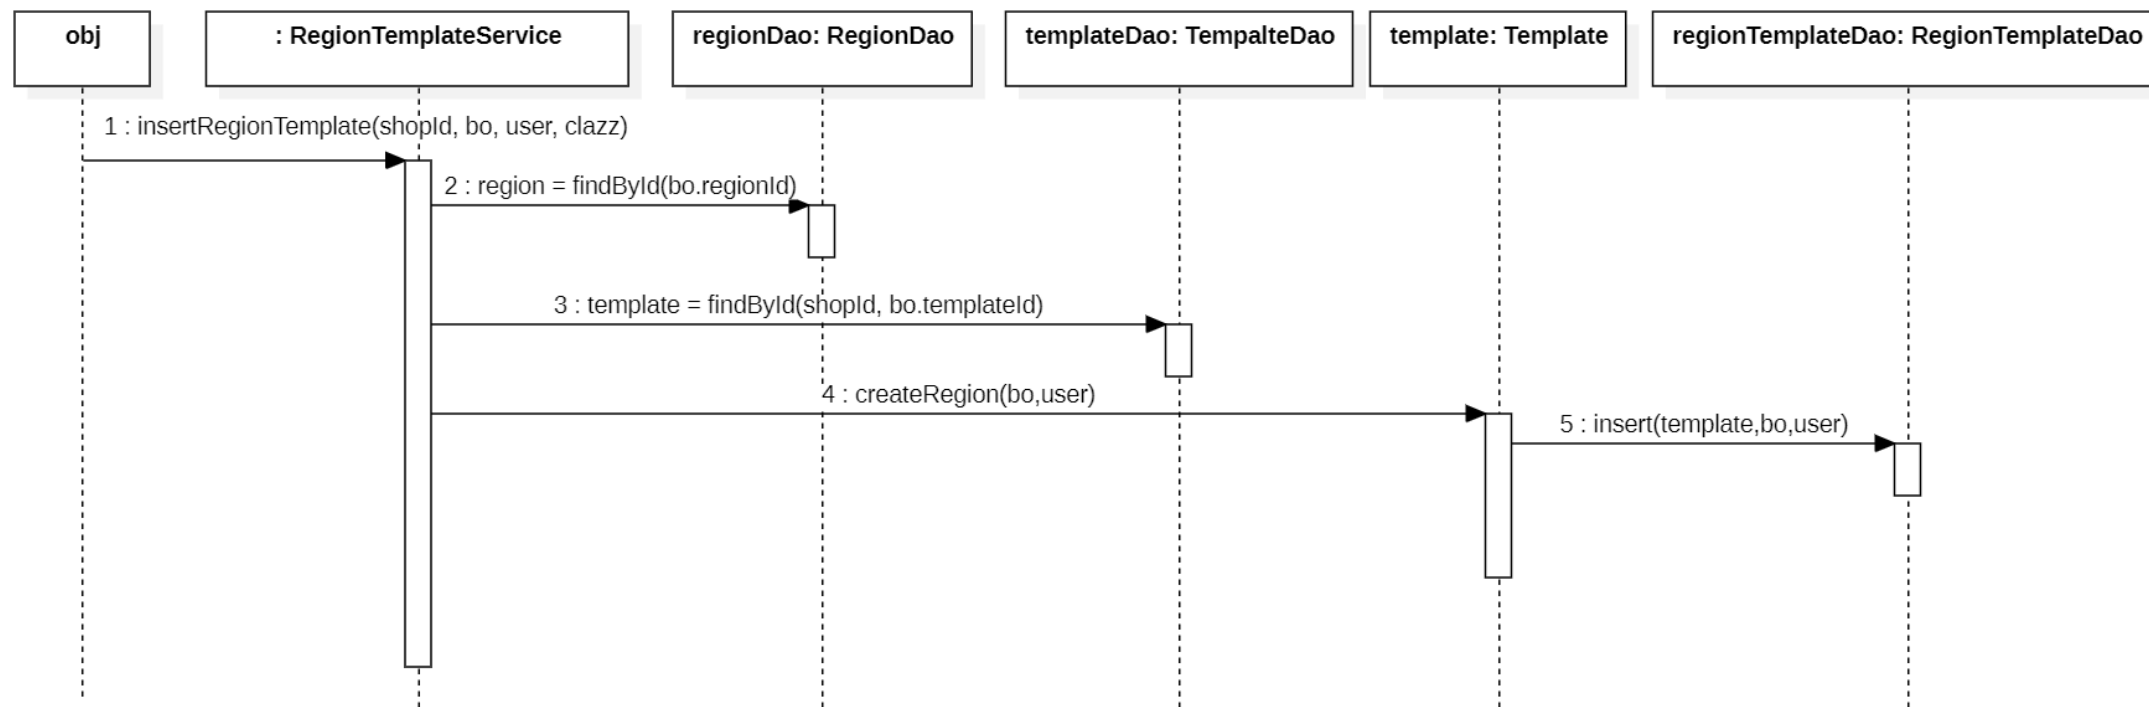 obj
: RegionTemplateService
regionDao: RegionDao
templateDao: TempalteDao
template: Template
regionTemplateDao: RegionTemplateDao
1 : insertRegionTemplate(shopId, bo, user, clazz)
2 : region = findById(bo.regionId)
3 : template = findById(shopId, bo.templateId)
4 : createRegion(bo,user)
5 : insert(template,bo,user)